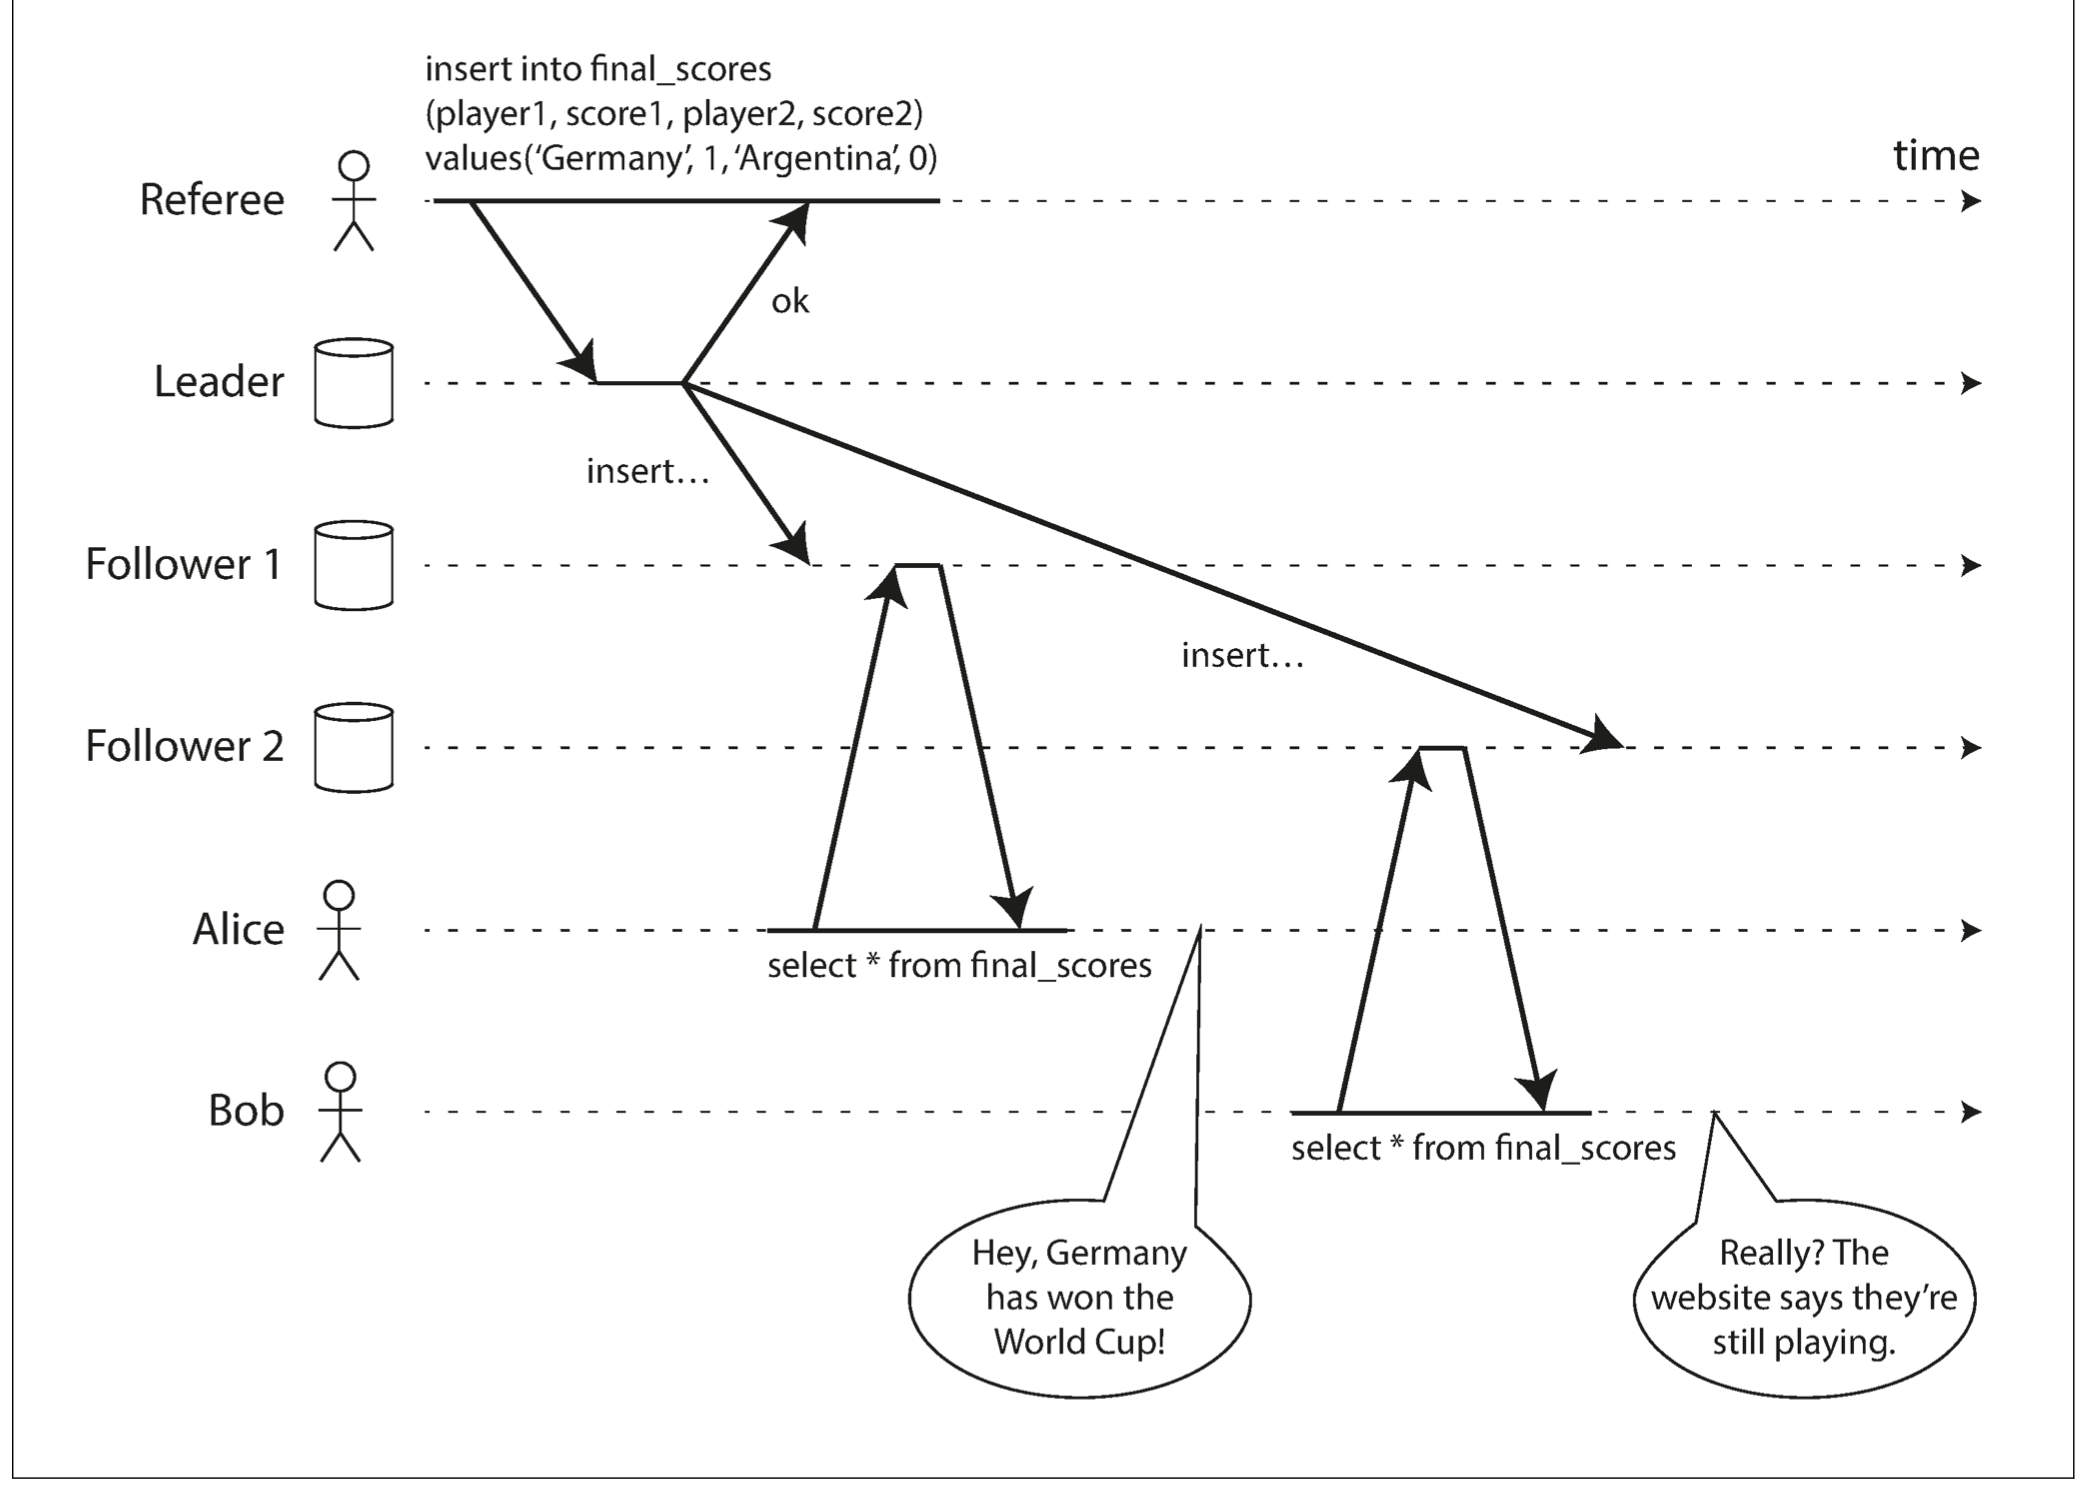 insert into final_scores
(player1, score1, player2, score2)
values(‘Germany’, 1, ‘Argentina’, 0)
time
Referee
ok
Leader
insert…
Follower 1
insert…
Follower 2
Alice
select * from final_scores
Bob
select * from final_scores
Hey, Germany
has won the
World Cup!
Really? The
website says they’re
still playing.